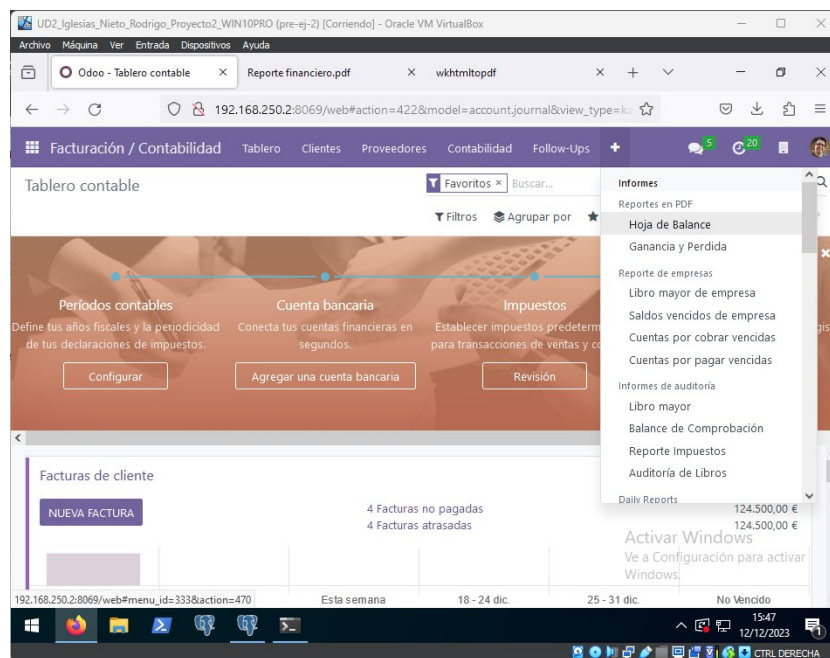 UD2_Iglesias_Nieto_Rodrigo_Proyecto2_WIN10PRO (pre-ej-2) [Corriendo] - Oracle VM VirtualBox
Archivo Máquina Ver Entrada Dispositivos Ayuda
Odoo - Tablero contable Reporte financiero.pdf wkhtmltopdf
192.168.250.2:8069/web#action=422&model=account.journal&view_type=ka
Facturación / Contabilidad Tablero Clientes Proveedores Contabilidad Follow-Ups + 5 20
Tablero contable
Favoritos × Buscar...
Filtros Agrupar por
Informes
Reportes en PDF
Hoja de Balance
Ganancia y Perdida
Reporte de empresas
Libro mayor de empresa
Saldos vencidos de empresa
Cuentas por cobrar vencidas
Cuentas por pagar vencidas
Informes de auditoría
Libro mayor
Balance de Comprobación
Reporte Impuestos
Auditoría de Libros
Daily Reports
Períodos contables
Define tus años fiscales y la periodicidad
de tus declaraciones de impuestos.
Configurar
Cuenta bancaria
Conecta tus cuentas financieras en
segundos.
Agregar una cuenta bancaria
Impuestos
Establecer impuestos predeterm
para transacciones de ventas y co
Revisión
gis
Facturas de cliente
NUEVA FACTURA
4 Facturas no pagadas 124.500,00 €
4 Facturas atrasadas 124.500,00 €
Activar Windows
Ve a Configuración para activar
Windows.
192.168.250.2:8069/web#menu_id=333&action=470
Esta semana 18 - 24 dic. 25 - 31 dic. No Vencido
15:47
12/12/2023
1
CTRL DERECHA